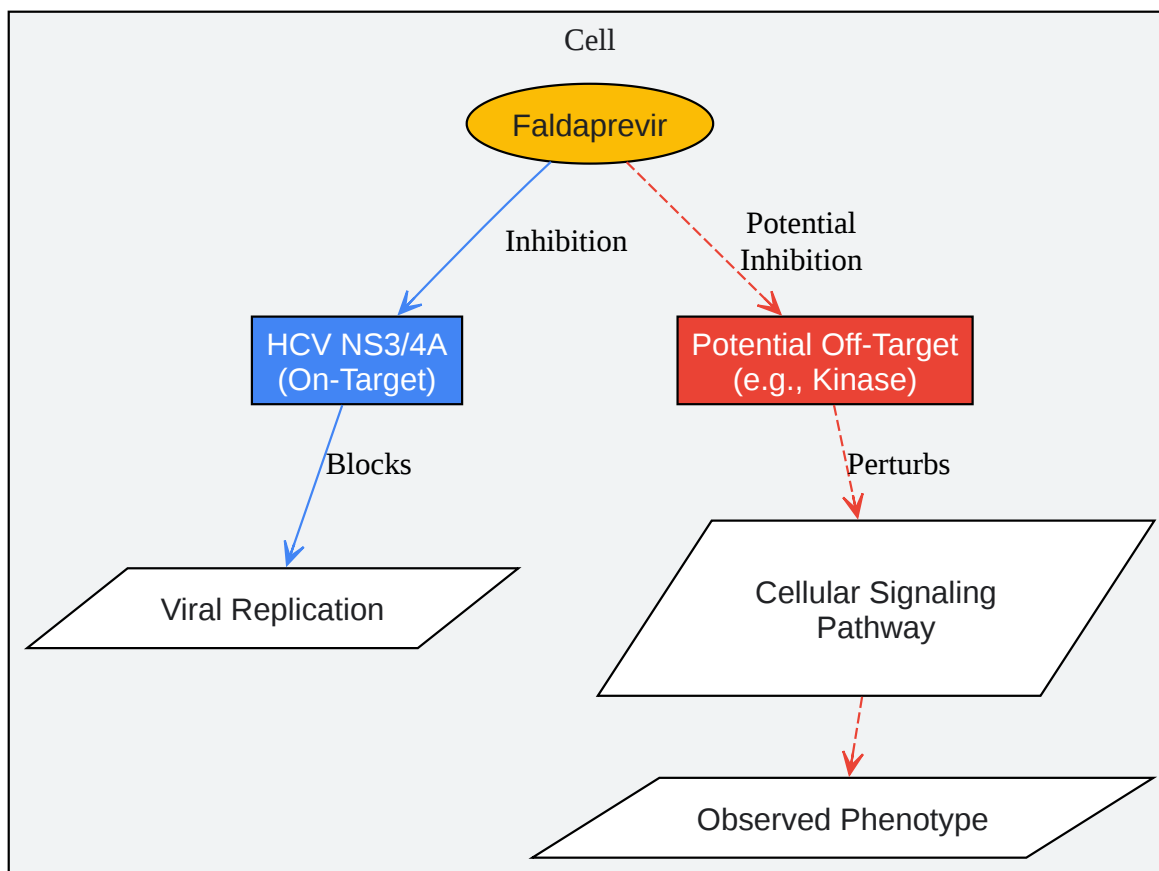 Cell
Faldaprevir
Inhibition
Potential
Inhibition
HCV NS3/4A
(On-Target)
Potential Off-Target
(e.g., Kinase)
Blocks
Perturbs
Viral Replication
Cellular Signaling
Pathway
Observed Phenotype